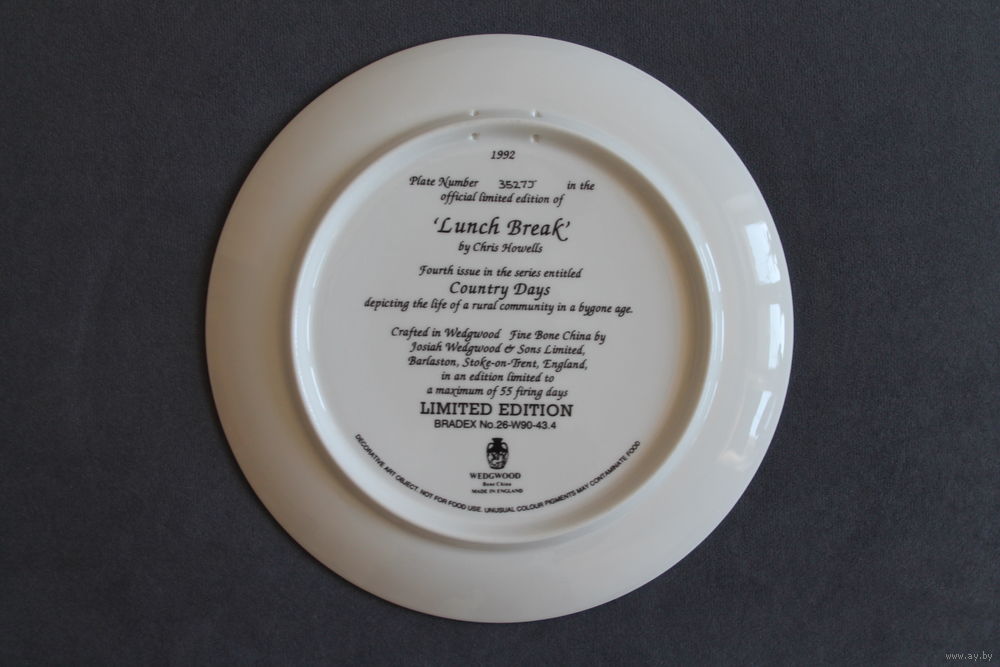 1992
Plate Number 3527J in the
official limited edition of
‘Lunch Break’
by Chris Howells
Fourth issue in the series entitled
Country Days
depicting the life of a rural community in a bygone age.
Crafted in Wedgwood Fine Bone China by
Josiah Wedgwood & Sons Limited,
Barlaston, Stoke-on-Trent, England,
in an edition limited to
a maximum of 55 firing days
LIMITED EDITION
BRADEX No.26-W90-43.4
WEDGWOOD
Bone China
MADE IN ENGLAND
DECORATIVE ART OBJECT. NOT FOR FOOD USE. UNUSUAL COLOUR PIGMENTS MAY CONTAMINATE FOOD
www.ay.by